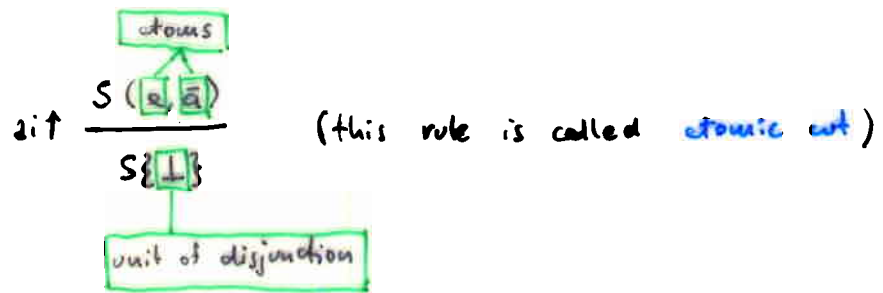 atoms
S(a, ā)
ai↑ (this rule is called atomic cut)
S{⊥}
unit of disjunction